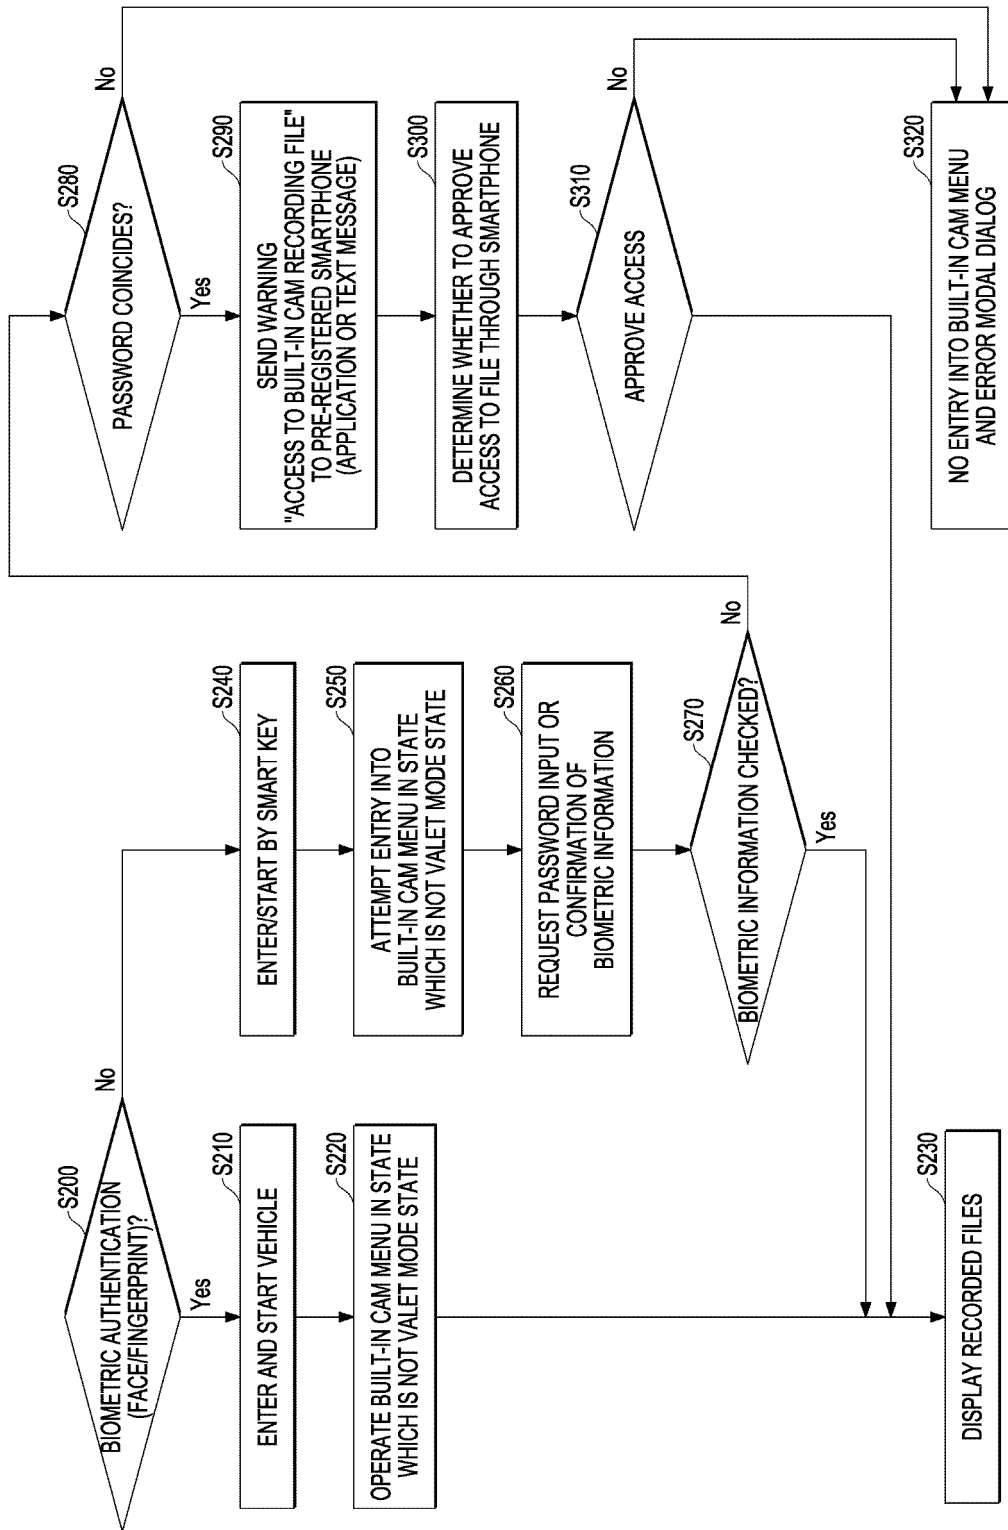 S200
BIOMETRIC AUTHENTICATION
(FACE/FINGERPRINT)?
No
Yes
S210
ENTER AND START VEHICLE
S220
OPERATE BUILT-IN CAM MENU IN STATE
WHICH IS NOT VALET MODE STATE
S230
DISPLAY RECORDED FILES
S240
ENTER/START BY SMART KEY
S250
ATTEMPT ENTRY INTO
BUILT-IN CAM MENU IN STATE
WHICH IS NOT VALET MODE STATE
S260
REQUEST PASSWORD INPUT OR
CONFIRMATION OF
BIOMETRIC INFORMATION
S270
BIOMETRIC INFORMATION CHECKED?
No
Yes
S280
PASSWORD COINCIDES?
No
Yes
S290
SEND WARNING
"ACCESS TO BUILT-IN CAM RECORDING FILE"
TO PRE-REGISTERED SMARTPHONE
(APPLICATION OR TEXT MESSAGE)
S300
DETERMINE WHETHER TO APPROVE
ACCESS TO FILE THROUGH SMARTPHONE
S310
APPROVE ACCESS
No
S320
NO ENTRY INTO BUILT-IN CAM MENU
AND ERROR MODAL DIALOG